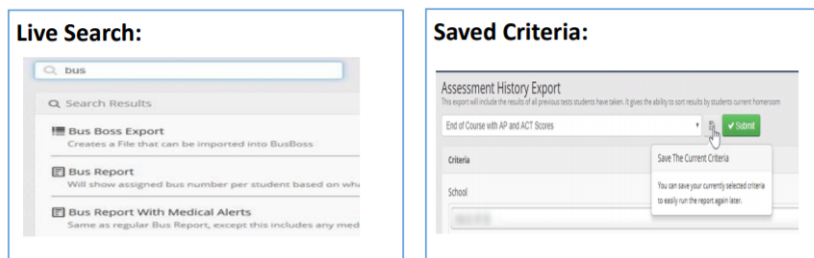 Live Search:
bus
Search Results
Bus Boss Export
Creates a File that can be imported into BusBoss
Bus Report
Will show assigned bus number per student based on
Bus Report With Medical Alerts
Same as regular Bus Report, except this includes any
Saved Criteria:
Assessment History Export
This export will include the results of all previous tests students have taken. It gives the ability to sort results by students current homeroom
End of Course with AP and ACT Scores
Submit
Criteria
Save The Current Criteria
You can save your currently selected criteria
to easily run the report again later.
School